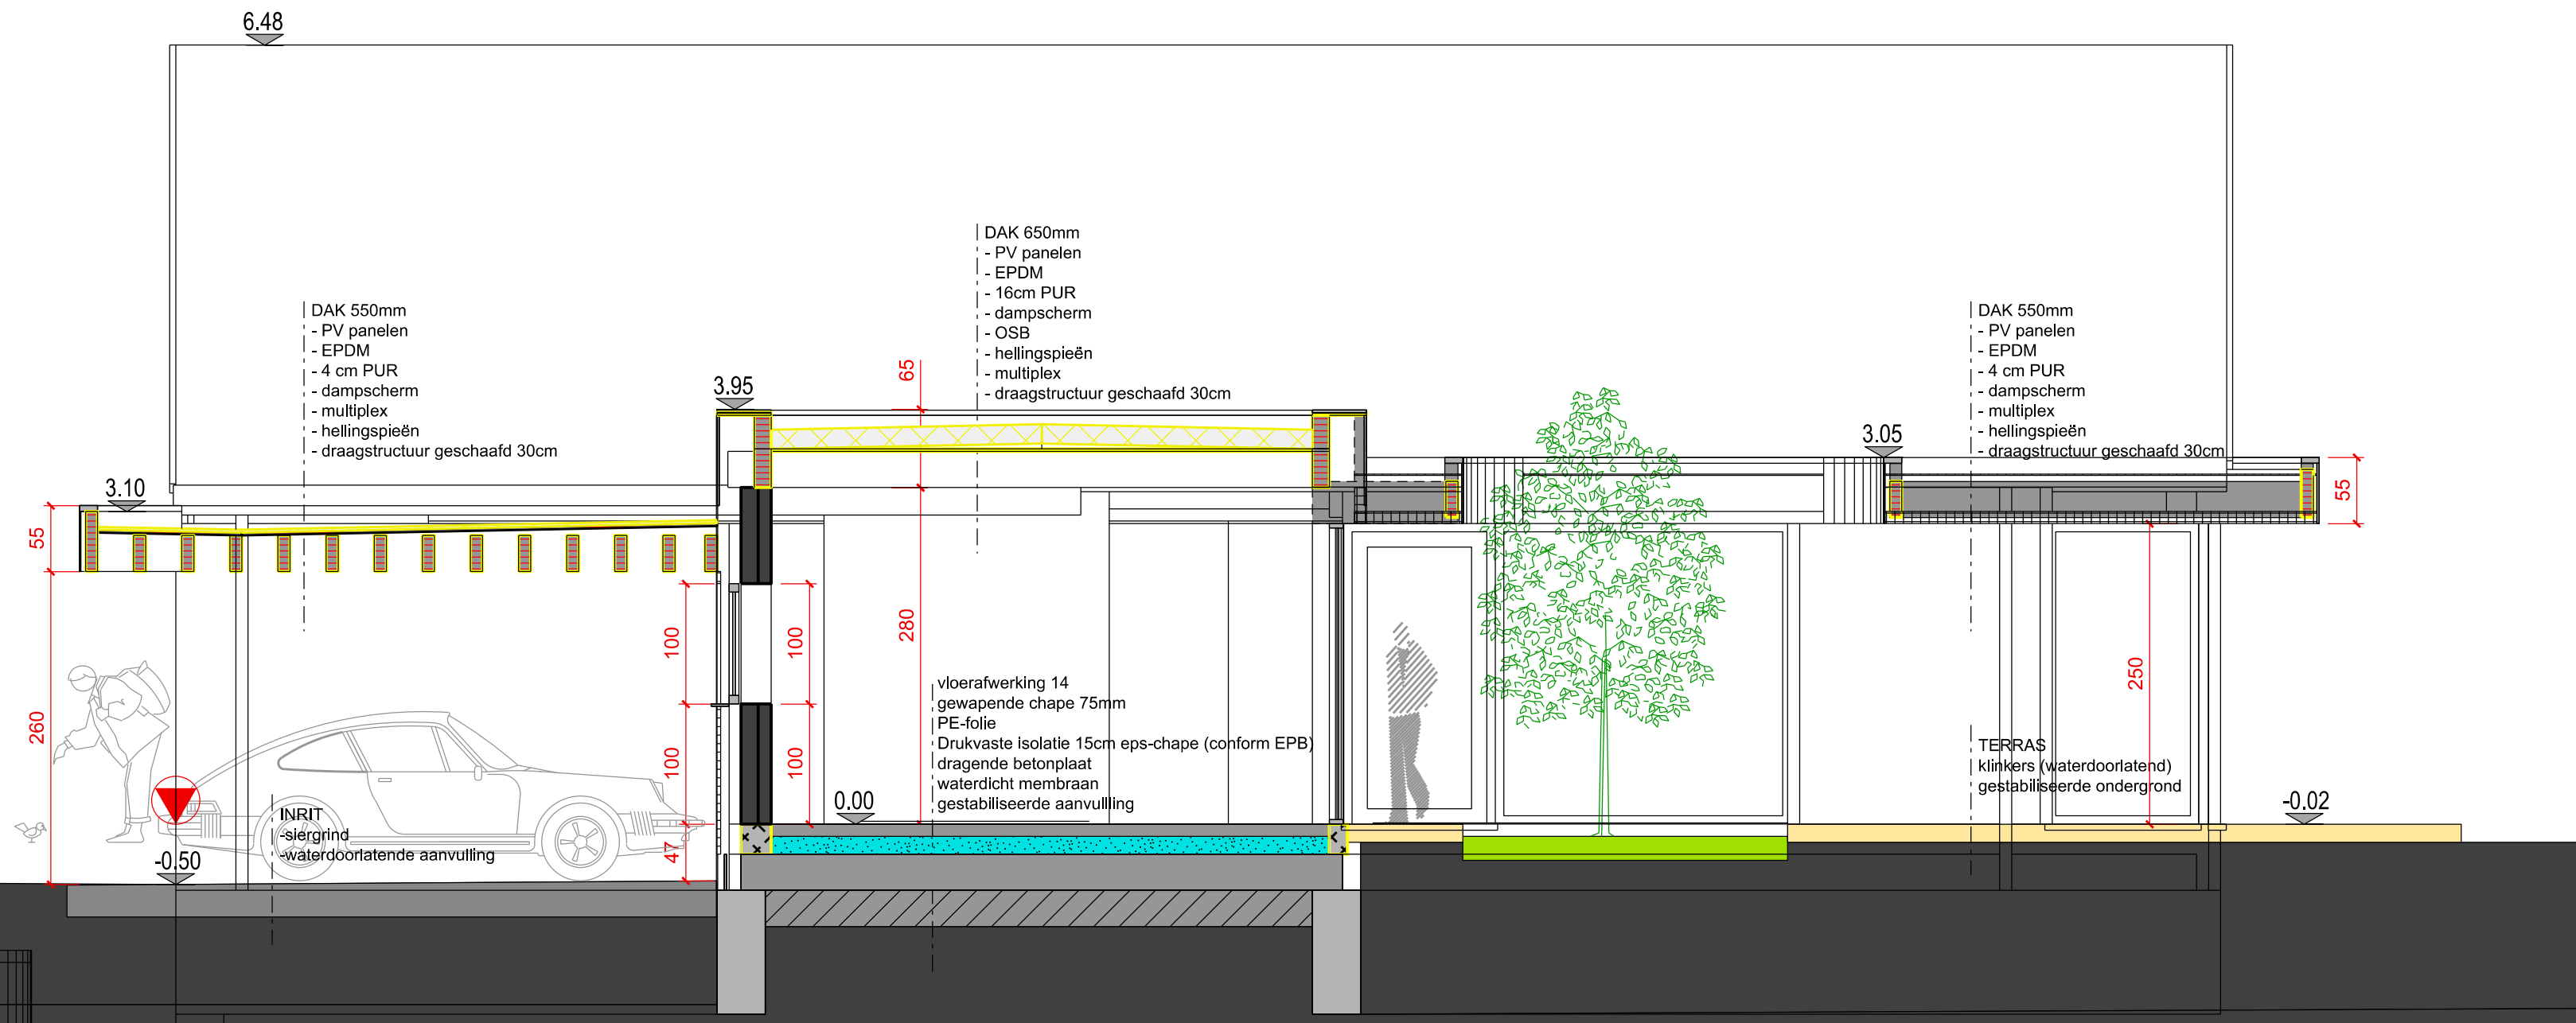 6.48
DAK 650mm
- PV panelen
- EPDM
- 16cm PUR
- dampscherm
- OSB
- hellingspieën
- multiplex
- draagstructuur geschaafd 30cm
DAK 550mm
- PV panelen
- EPDM
- 4 cm PUR
- dampscherm
- multiplex
- hellingspieën
- draagstructuur geschaafd 30cm
DAK 550mm
- PV panelen
- EPDM
- 4 cm PUR
- dampscherm
- multiplex
- hellingspieën
- draagstructuur geschaafd 30cm
65
3.95
3.05
3.10
55
55
100
100
280
250
260
100
100
47
vloerafwerking 14
gewapende chape 75mm
PE-folie
Drukvaste isolatie 15cm eps-chape (conform EPB)
dragende betonplaat
waterdicht membraan
gestabiliseerde aanvullling
TERRAS
klinkers (waterdoorlatend)
gestabiliseerde ondergrond
0.00
-0.02
INRIT
-siergrind
-waterdoorlatende aanvulling
-0.50